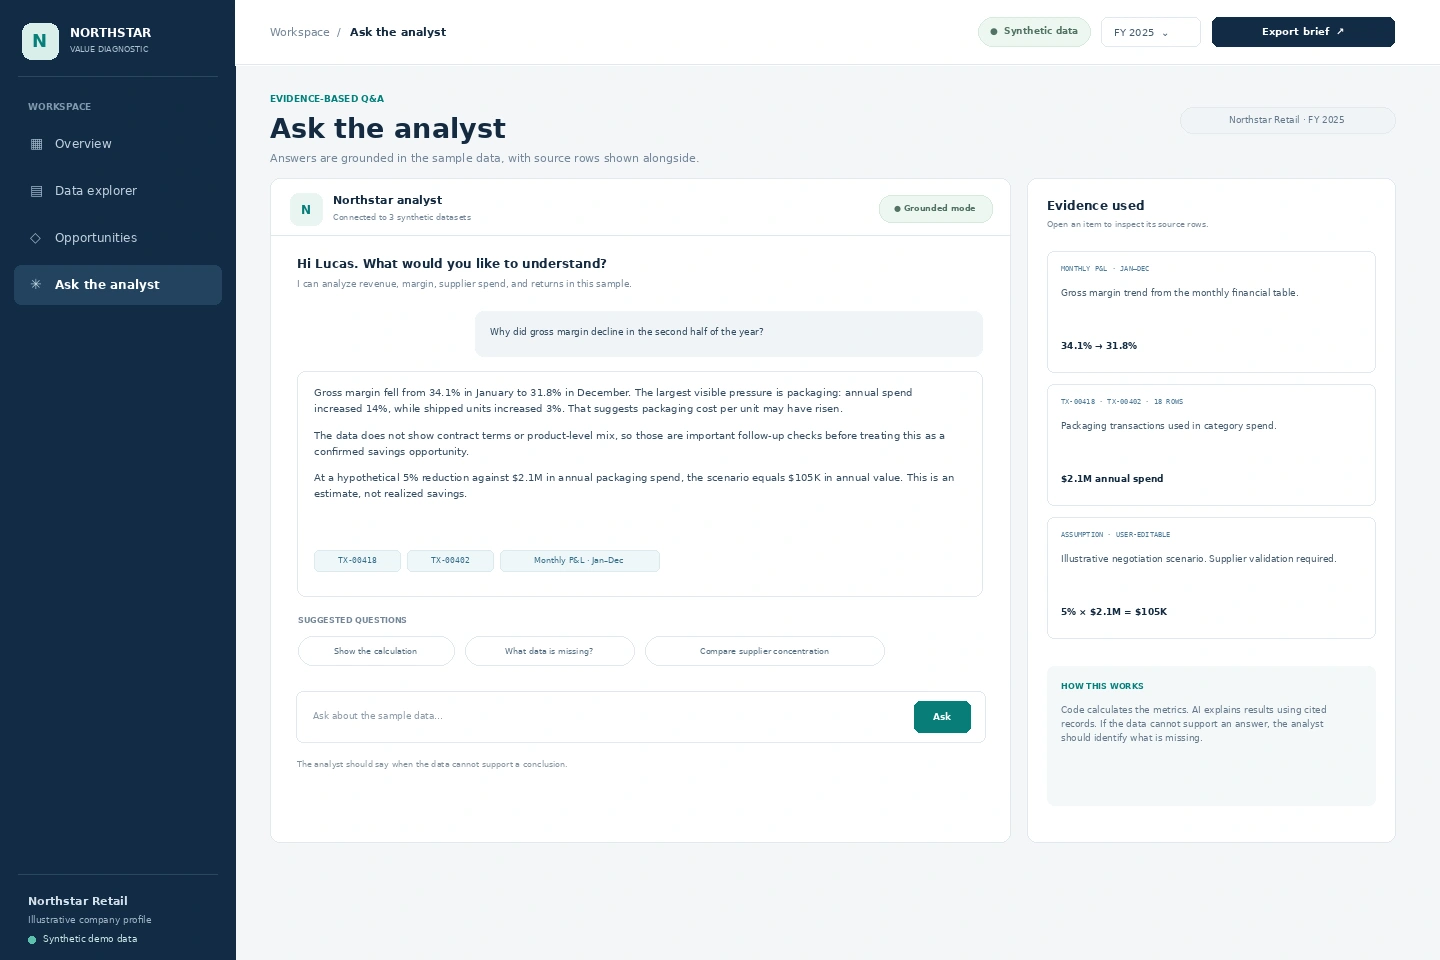 N
NORTHSTAR
VALUE DIAGNOSTIC
WORKSPACE
Overview
Data explorer
Opportunities
Ask the analyst
Northstar Retail
Illustrative company profile
Synthetic demo data
Workspace / Ask the analyst
Synthetic data
FY 2025
Export brief ↗
EVIDENCE-BASED Q&A
Ask the analyst
Answers are grounded in the sample data, with source rows shown alongside.
Northstar Retail · FY 2025
N
Northstar analyst
Connected to 3 synthetic datasets
Grounded mode
Hi Lucas. What would you like to understand?
I can analyze revenue, margin, supplier spend, and returns in this sample.
Why did gross margin decline in the second half of the year?
Gross margin fell from 34.1% in January to 31.8% in December. The largest visible pressure is packaging: annual spend
increased 14%, while shipped units increased 3%. That suggests packaging cost per unit may have risen.
The data does not show contract terms or product-level mix, so those are important follow-up checks before treating this as a
confirmed savings opportunity.
At a hypothetical 5% reduction against $2.1M in annual packaging spend, the scenario equals $105K in annual value. This is an
estimate, not realized savings.
TX-00418
TX-00402
Monthly P&L · Jan–Dec
SUGGESTED QUESTIONS
Show the calculation
What data is missing?
Compare supplier concentration
Ask about the sample data...
Ask
The analyst should say when the data cannot support a conclusion.
Evidence used
Open an item to inspect its source rows.
MONTHLY P&L · JAN–DEC
Gross margin trend from the monthly financial table.
34.1% → 31.8%
TX-00418 · TX-00402 · 18 ROWS
Packaging transactions used in category spend.
$2.1M annual spend
ASSUMPTION · USER-EDITABLE
Illustrative negotiation scenario. Supplier validation required.
5% × $2.1M = $105K
HOW THIS WORKS
Code calculates the metrics. AI explains results using cited
records. If the data cannot support an answer, the analyst
should identify what is missing.